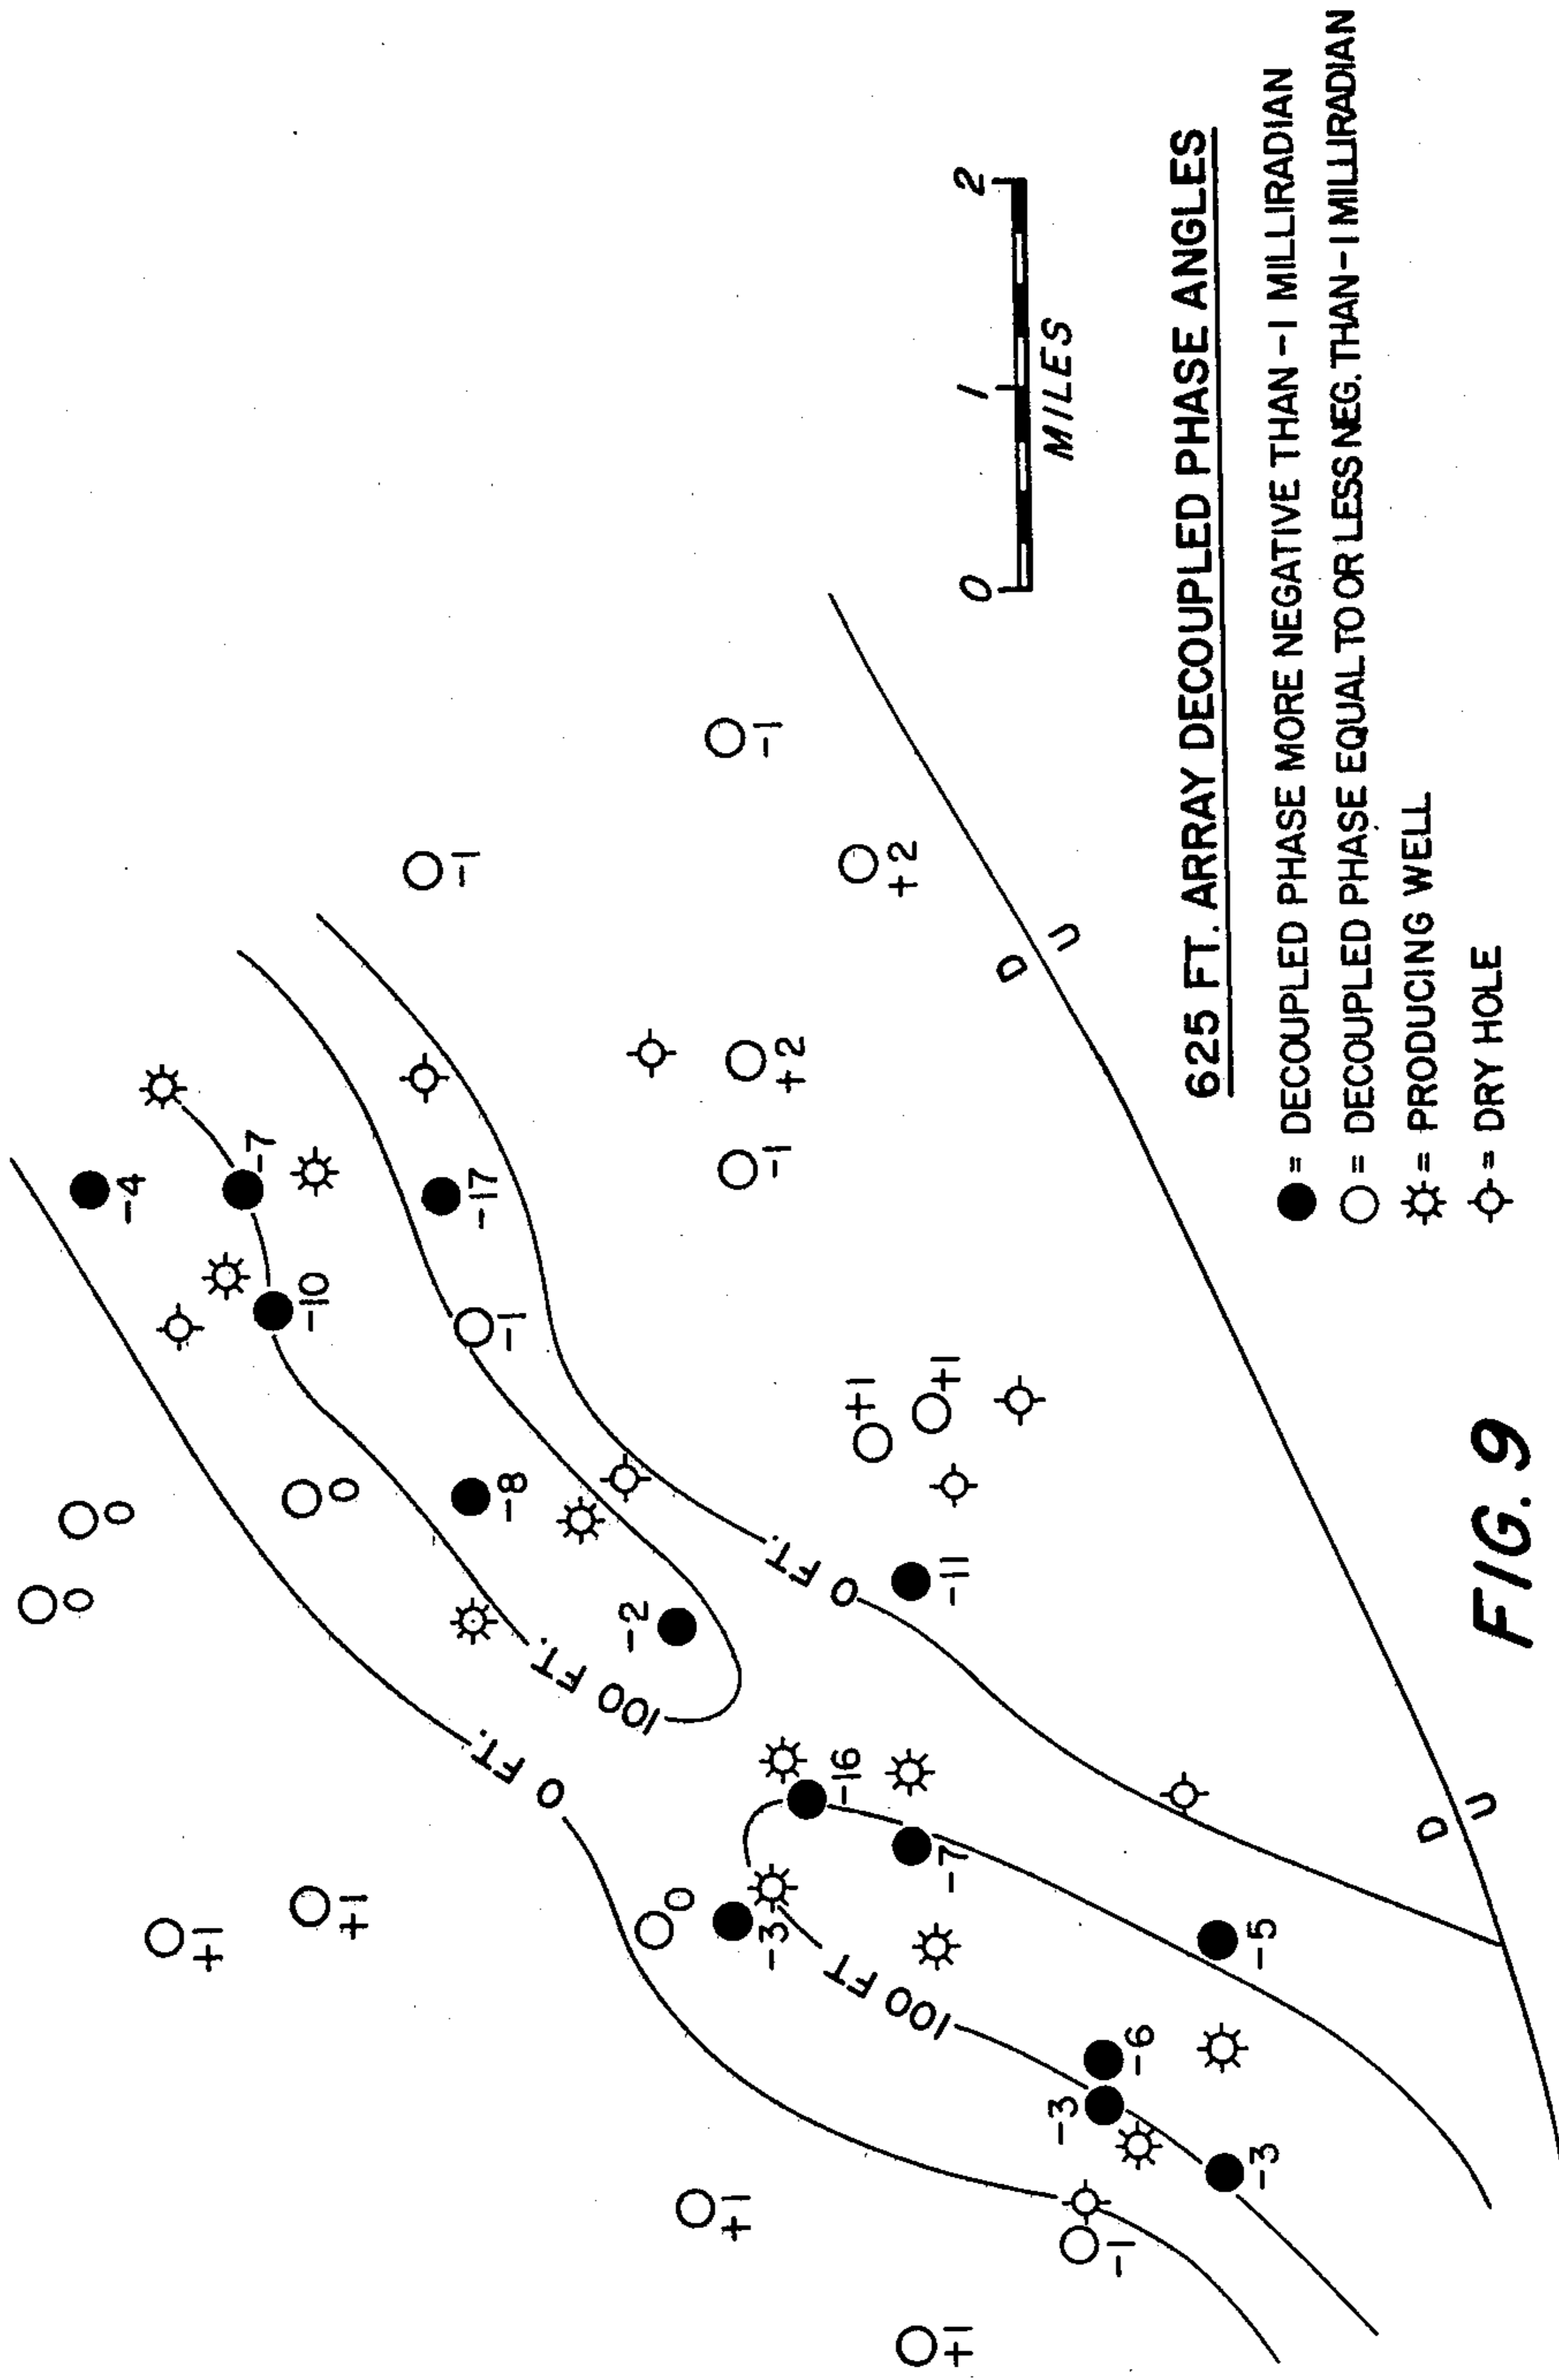 0
0
-4
+1
-7
-10
0
+1
-1
-17
0 FT.
-1
-8
100 FT.
-2
0
+1
-1
-1
-3
+2
0 FT.
-16
+1
100 FT
+2
+1
-7
-11
+1
0 1 2
MILES
D
U
-3
-1
-6
-5
-3
D
U
625 FT. ARRAY DECOUPLED PHASE ANGLES
= DECOUPLED PHASE MORE NEGATIVE THAN -1 MILLIRADIAN
= DECOUPLED PHASE EQUAL TO OR LESS NEG. THAN -1 MILLIRADIAN
= PRODUCING WELL
= DRY HOLE
FIG. 9